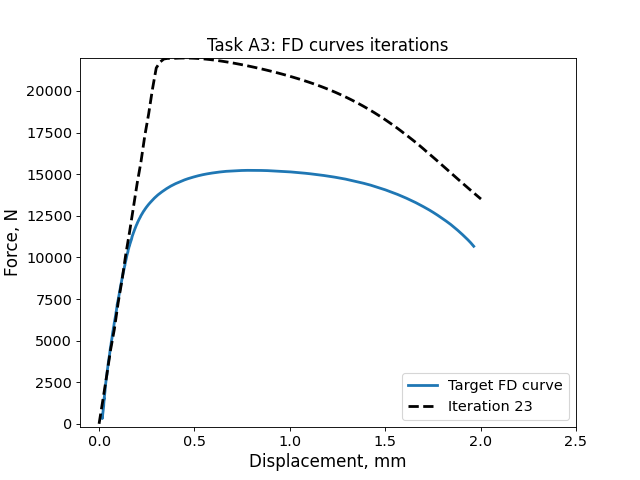 Task A3: FD curves iterations
Force, N
20000
17500
15000
12500
10000
7500
5000
2500
0
Target FD curve
Iteration 23
0.0 0.5 1.0 1.5 2.0 2.5
Displacement, mm